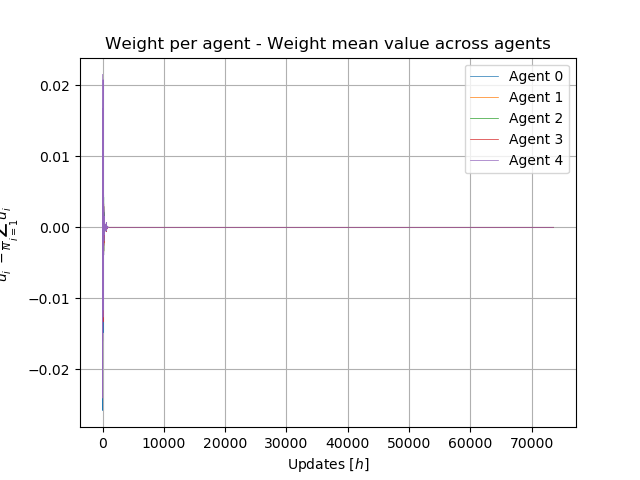 Weight per agent - Weight mean value across agents
Agent 0
Agent 1
Agent 2
Agent 3
Agent 4
0.02
0.01
0.00
−0.01
−0.02
0 10000 20000 30000 40000 50000 60000 70000
Updates [h]